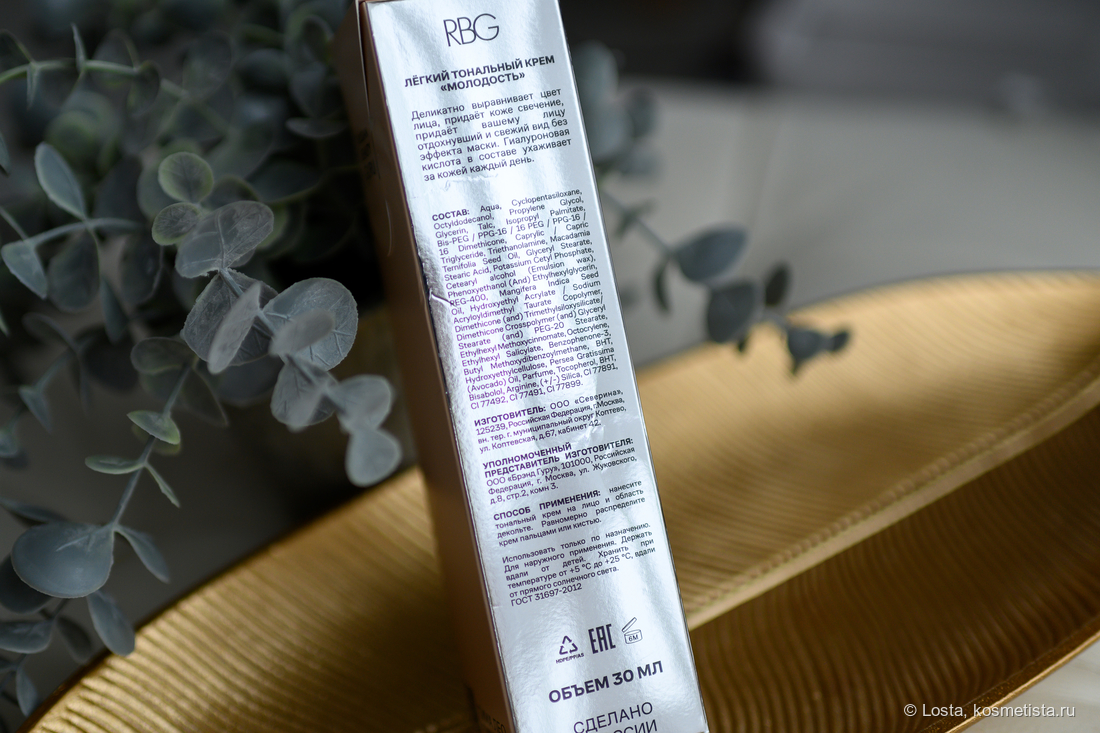 RBG
ЛЁГКИЙ ТОНАЛЬНЫЙ КРЕМ
«МОЛОДОСТЬ»
Деликатно выравнивает цвет
лица, придаёт коже свечение,
придаёт вашему лицу
отдохнувший и свежий вид без
эффекта маски. Гиалуроновая
кислота в составе ухаживает
за кожей каждый день.
СОСТАВ: Aqua, Cyclopentasiloxane,
Octyldodecanol, Propylene Glycol,
Glycerin, Talc, Isopropyl Palmitate,
Bis-PEG / PPG-16 / 16 PEG / PPG-16 /
16 Dimethicone, Caprylic / Capric
Triglyceride, Triethanolamine, Macadamia
Ternifolia Seed Oil, Glyceryl Stearate,
Stearic Acid, Potassium Cetyl Phosphate,
Cetearyl alcohol (Emulsion wax),
Phenoxyethanol (And) Ethylhexylglycerin,
PEG-400, Mangifera Indica Seed
Oil, Hydroxyethyl Acrylate / Sodium
Acryloyldimethyl Taurate Copolymer,
Dimethicone (and) Trimethylsiloxysilicate/
Dimethicone Crosspolymer (and) Glyceryl
Stearate (and) PEG-20 Stearate,
Ethylhexyl Methoxycinnomate, Octocrylene,
Ethylhexyl Salicylate, Benzophenone-3,
Butyl Methoxydibenzoylmethane, BHT,
Hydroxyethylcellulose, Persea Gratissima
(Avocado) Oil, Parfume, Tocopherol, BHT,
Bisabolol, Arginine, (+/-) Silica, CI 77891,
CI 77492, CI 77491, CI 77899.
ИЗГОТОВИТЕЛЬ: ООО «Северина»,
125239, Российская Федерация, г.Москва,
вн. тер. г. муниципальный округ Коптево,
ул. Коптевская, д.67, кабинет 42.
УПОЛНОМОЧЕННЫЙ
ПРЕДСТАВИТЕЛЬ ИЗГОТОВИТЕЛЯ:
ООО «Брэнд Гуру», 101000, Российская
Федерация, г. Москва, ул. Жуковского,
д.8, стр.2, комн 3.
СПОСОБ ПРИМЕНЕНИЯ: нанесите
тональный крем на лицо и область
декольте. Равномерно распределите
крем пальцами или кистью.
Использовать только по назначению.
Для наружного применения. Держать
вдали от детей. Хранить при
температуре от +5 °С до +25 °С, вдали
от прямого солнечного света.
ГОСТ 31697-2012
EAC
6M
ОБЪЕМ 30 МЛ
СДЕЛАНО
© Losta, kosmetista.ru